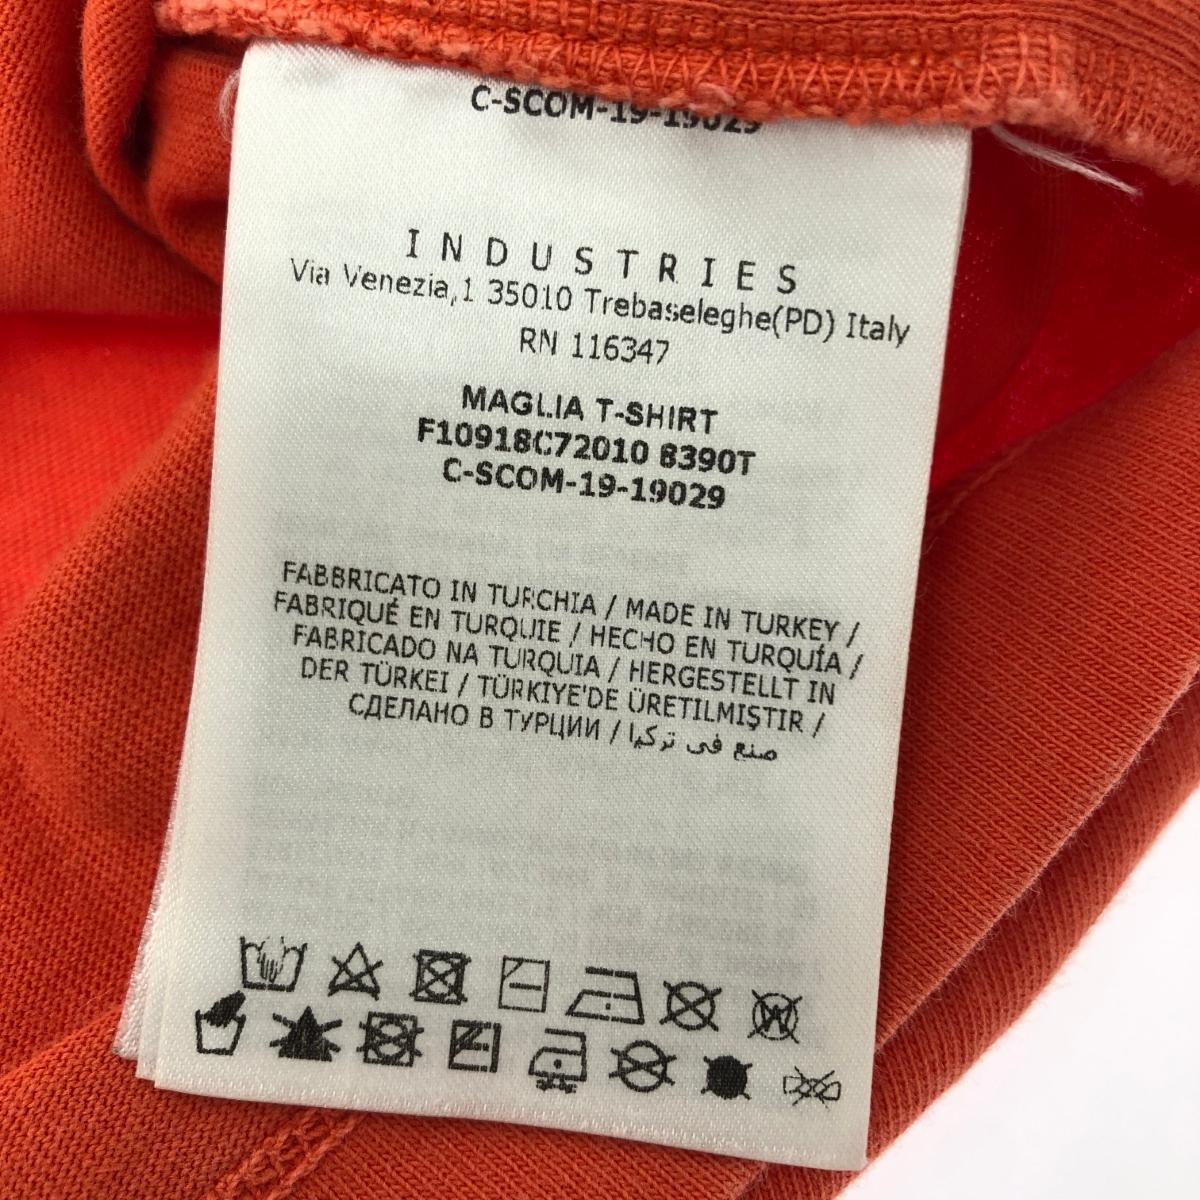 C-SCOM-19-19029
INDUSTRIES
Via Venezia,1 35010 Trebaseleghe(PD) Italy
RN 116347
MAGLIA T-SHIRT
F10918C72010 8390T
C-SCOM-19-19029
FABBRICATO IN TURCHIA / MADE IN TURKEY /
FABRIQUÉ EN TURQUIE / HECHO EN TURQUÍA /
FABRICADO NA TURQUIA / HERGESTELLT IN
DER TÜRKEI / TÜRKIYE'DE ÜRETILMIŞTIR /
СДЕЛАНО В ТУРЦИИ / صنع في تركيا
W